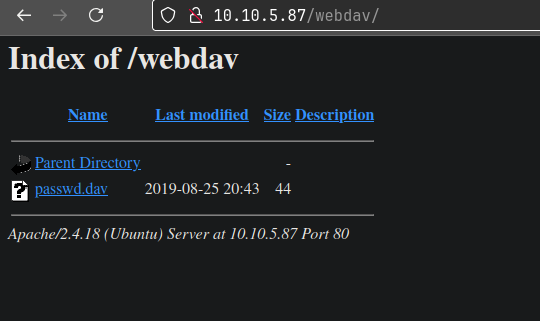 10.10.5.87/webdav/
Index of /webdav
Name Last modified Size Description
Parent Directory -
passwd.dav 2019-08-25 20:43 44
Apache/2.4.18 (Ubuntu) Server at 10.10.5.87 Port 80